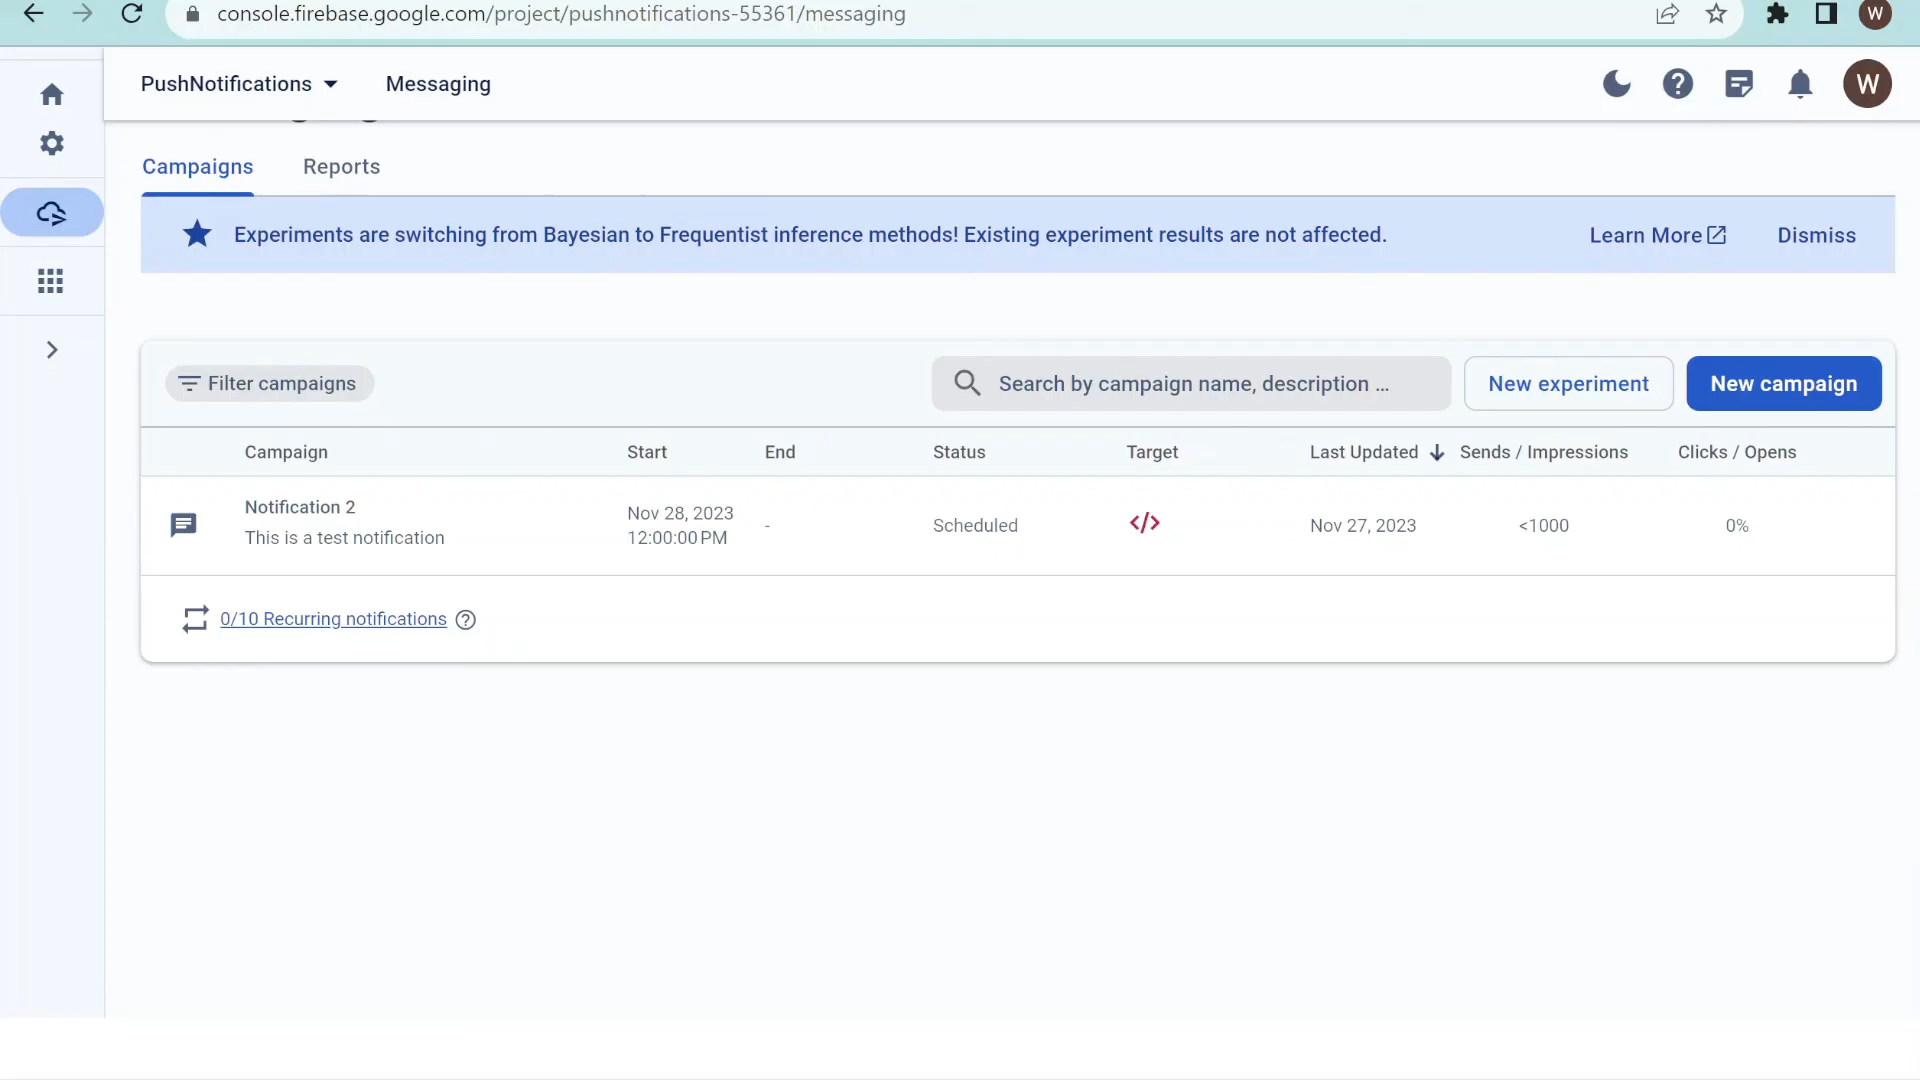 console.firebase.google.com/project/pushnotifications-55361/messaging
W
PushNotifications
Messaging
W
Campaigns
Reports
Experiments are switching from Bayesian to Frequentist inference methods! Existing experiment results are not affected.
Learn More
Dismiss
Filter campaigns
Search by campaign name, description ...
New experiment
New campaign
Campaign
Start
End
Status
Target
Last Updated
Sends / Impressions
Clicks / Opens
Notification 2
This is a test notification
Nov 28, 2023
12:00:00 PM
-
Scheduled
</>
Nov 27, 2023
<1000
0%
0/10 Recurring notifications